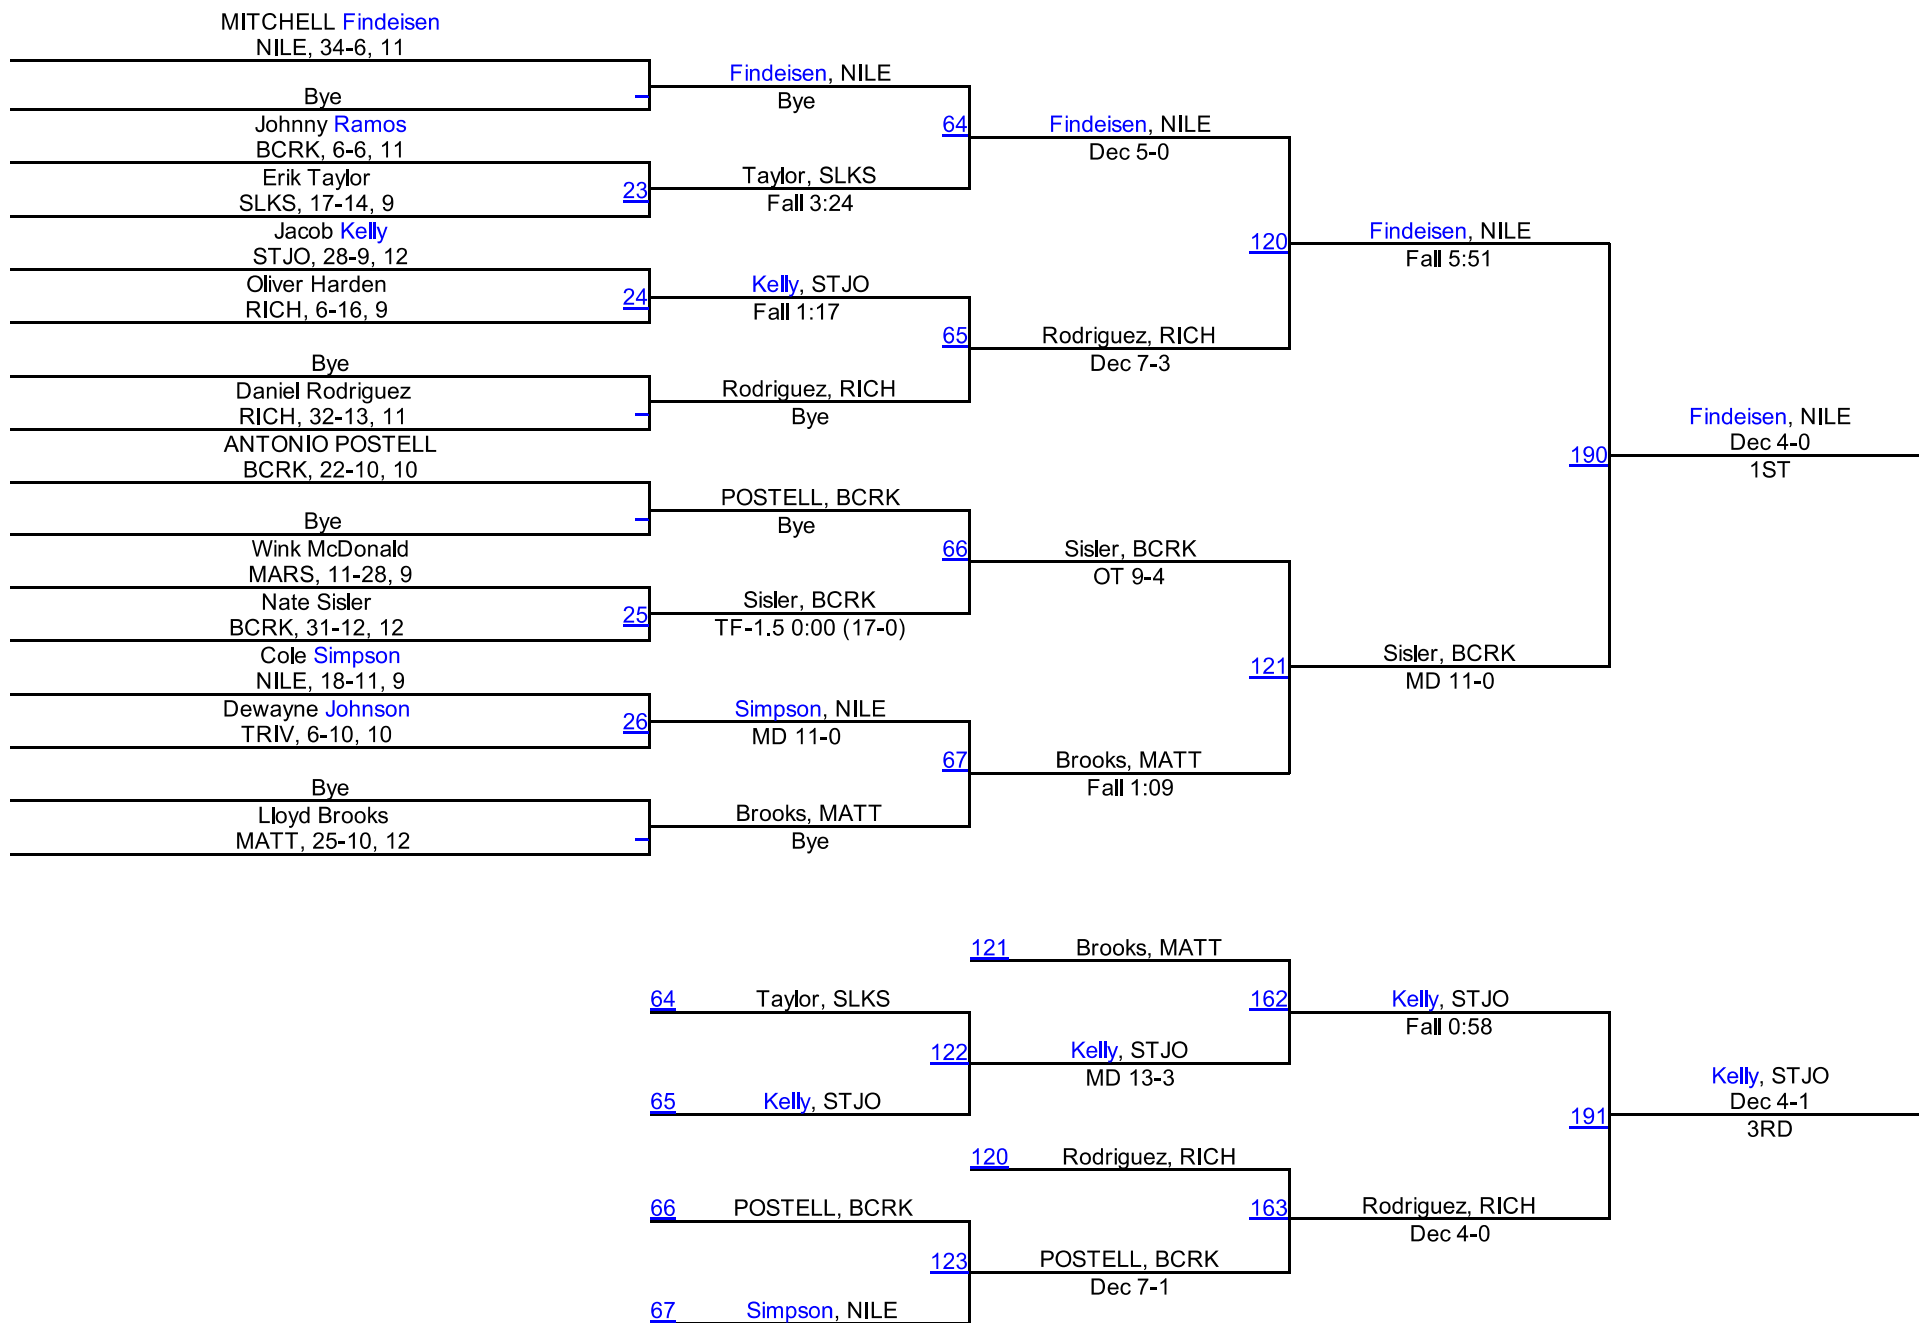 MITCHELL Findeisen
NILE, 34-6, 11
Bye
Johnny Ramos
BCRK, 6-6, 11
Erik Taylor
SLKS, 17-14, 9
23
Jacob Kelly
STJO, 28-9, 12
Oliver Harden
RICH, 6-16, 9
24
Bye
Daniel Rodriguez
RICH, 32-13, 11
ANTONIO POSTELL
BCRK, 22-10, 10
Bye
Wink McDonald
MARS, 11-28, 9
Nate Sisler
BCRK, 31-12, 12
25
Cole Simpson
NILE, 18-11, 9
Dewayne Johnson
TRIV, 6-10, 10
26
Bye
Lloyd Brooks
MATT, 25-10, 12
Findeisen, NILE
Bye
64
Taylor, SLKS
Fall 3:24
Kelly, STJO
Fall 1:17
65
Rodriguez, RICH
Bye
POSTELL, BCRK
Bye
66
Sisler, BCRK
TF-1.5 0:00 (17-0)
Simpson, NILE
MD 11-0
67
Brooks, MATT
Bye
Findeisen, NILE
Dec 5-0
120
Rodriguez, RICH
Dec 7-3
Sisler, BCRK
OT 9-4
121
Brooks, MATT
Fall 1:09
Findeisen, NILE
Fall 5:51
190
Sisler, BCRK
MD 11-0
Findeisen, NILE
Dec 4-0
1ST
121 Brooks, MATT
64 Taylor, SLKS
162
122
Kelly, STJO
MD 13-3
65 Kelly, STJO
Kelly, STJO
Fall 0:58
191
Kelly, STJO
Dec 4-1
3RD
120 Rodriguez, RICH
66 POSTELL, BCRK
163
Rodriguez, RICH
Dec 4-0
123
POSTELL, BCRK
Dec 7-1
67 Simpson, NILE